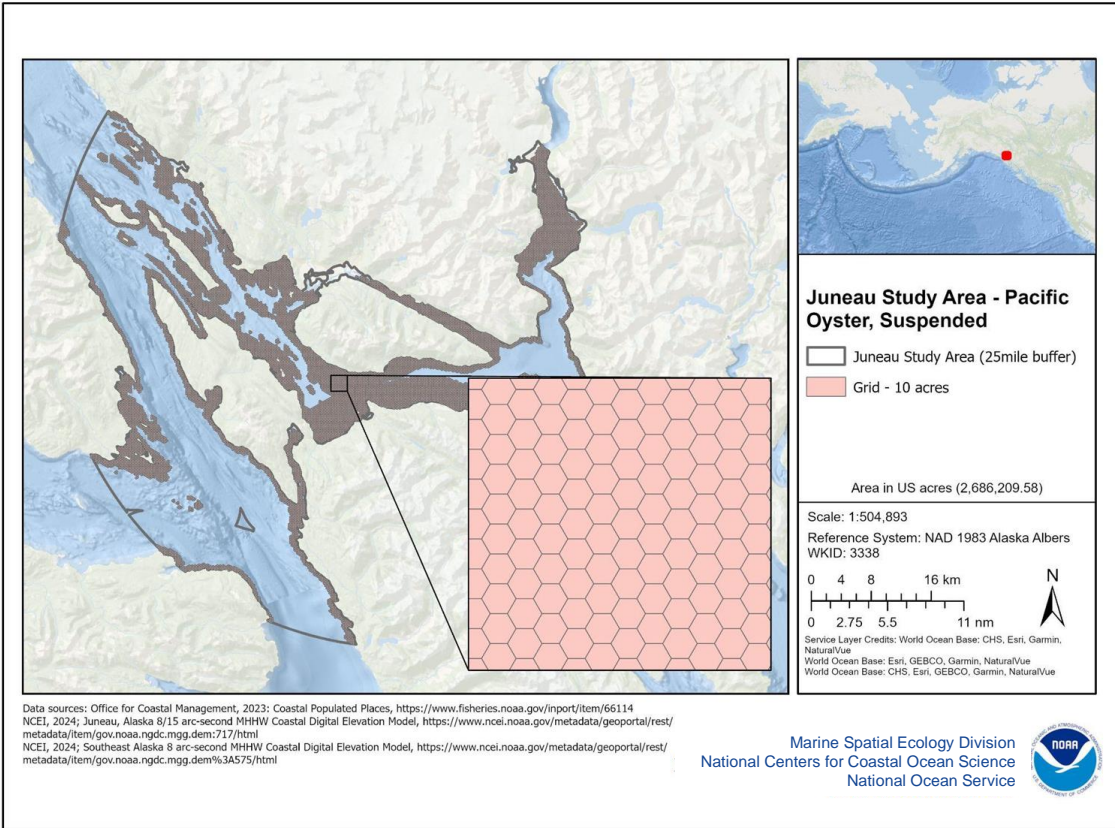 Juneau Study Area - Pacific
Oyster, Suspended
Juneau Study Area (25mile buffer)
Grid - 10 acres
Area in US acres (2,686,209.58)
Scale: 1:504,893
Reference System: NAD 1983 Alaska Albers
WKID: 3338
0 4 8 16 km
N
0 2.75 5.5 11 nm
Service Layer Credits: World Ocean Base: CHS, Esri, Garmin,
NaturalVue
World Ocean Base: Esri, GEBCO, Garmin, NaturalVue
World Ocean Base: CHS, Esri, GEBCO, Garmin, NaturalVue
Data sources: Office for Coastal Management, 2023: Coastal Populated Places, https://www.fisheries.noaa.gov/inport/item/66114
NCEI, 2024; Juneau, Alaska 8/15 arc-second MHHW Coastal Digital Elevation Model, https://www.ncei.noaa.gov/metadata/geoportal/rest/
metadata/item/gov.noaa.ngdc.mgg.dem:717/html
NCEI, 2024; Southeast Alaska 8 arc-second MHHW Coastal Digital Elevation Model, https://www.ncei.noaa.gov/metadata/geoportal/rest/
metadata/item/gov.noaa.ngdc.mgg.dem%3A575/html
Marine Spatial Ecology Division
National Centers for Coastal Ocean Science
National Ocean Service
NOAA